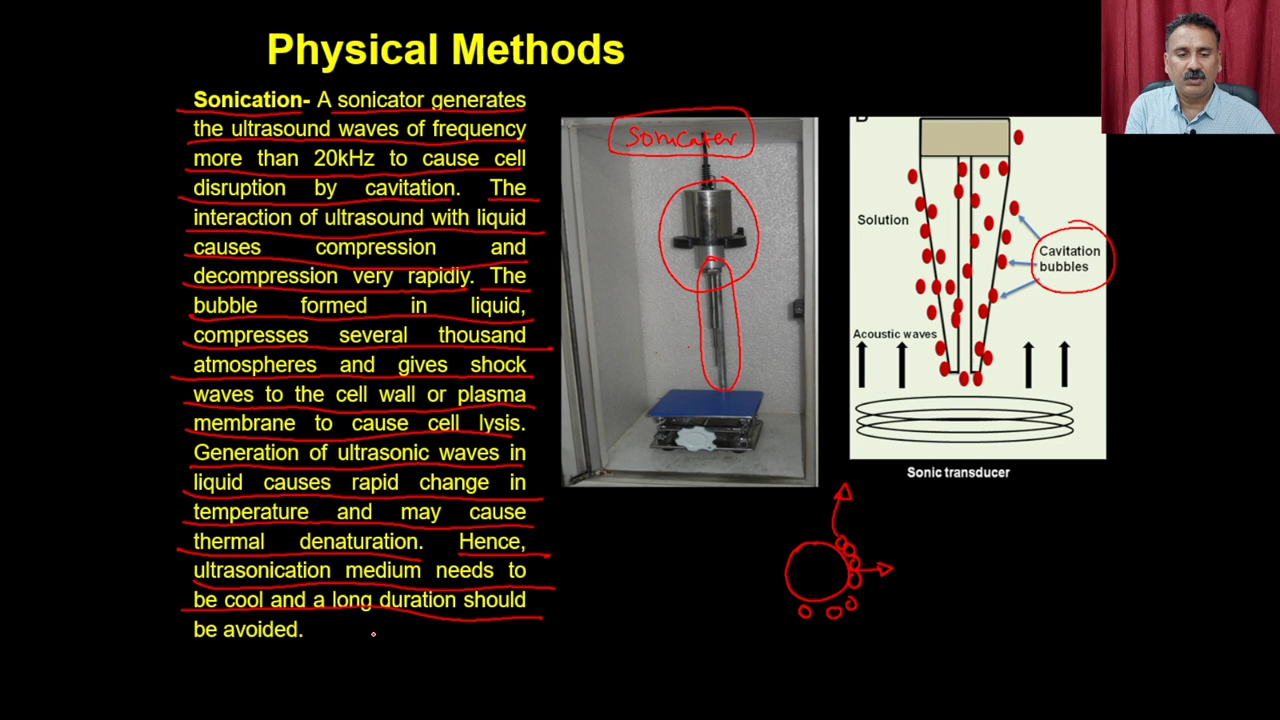 Physical Methods
Sonication- A sonicator generates
the ultrasound waves of frequency
more than 20kHz to cause cell
disruption by cavitation. The
interaction of ultrasound with liquid
causes compression and
decompression very rapidly. The
bubble formed in liquid,
compresses several thousand
atmospheres and gives shock
waves to the cell wall or plasma
membrane to cause cell lysis.
Generation of ultrasonic waves in
liquid causes rapid change in
temperature and may cause
thermal denaturation. Hence,
ultrasonication medium needs to
be cool and a long duration should
be avoided.
Sonicater
Solution
Cavitation
bubbles
Acoustic waves
Sonic transducer